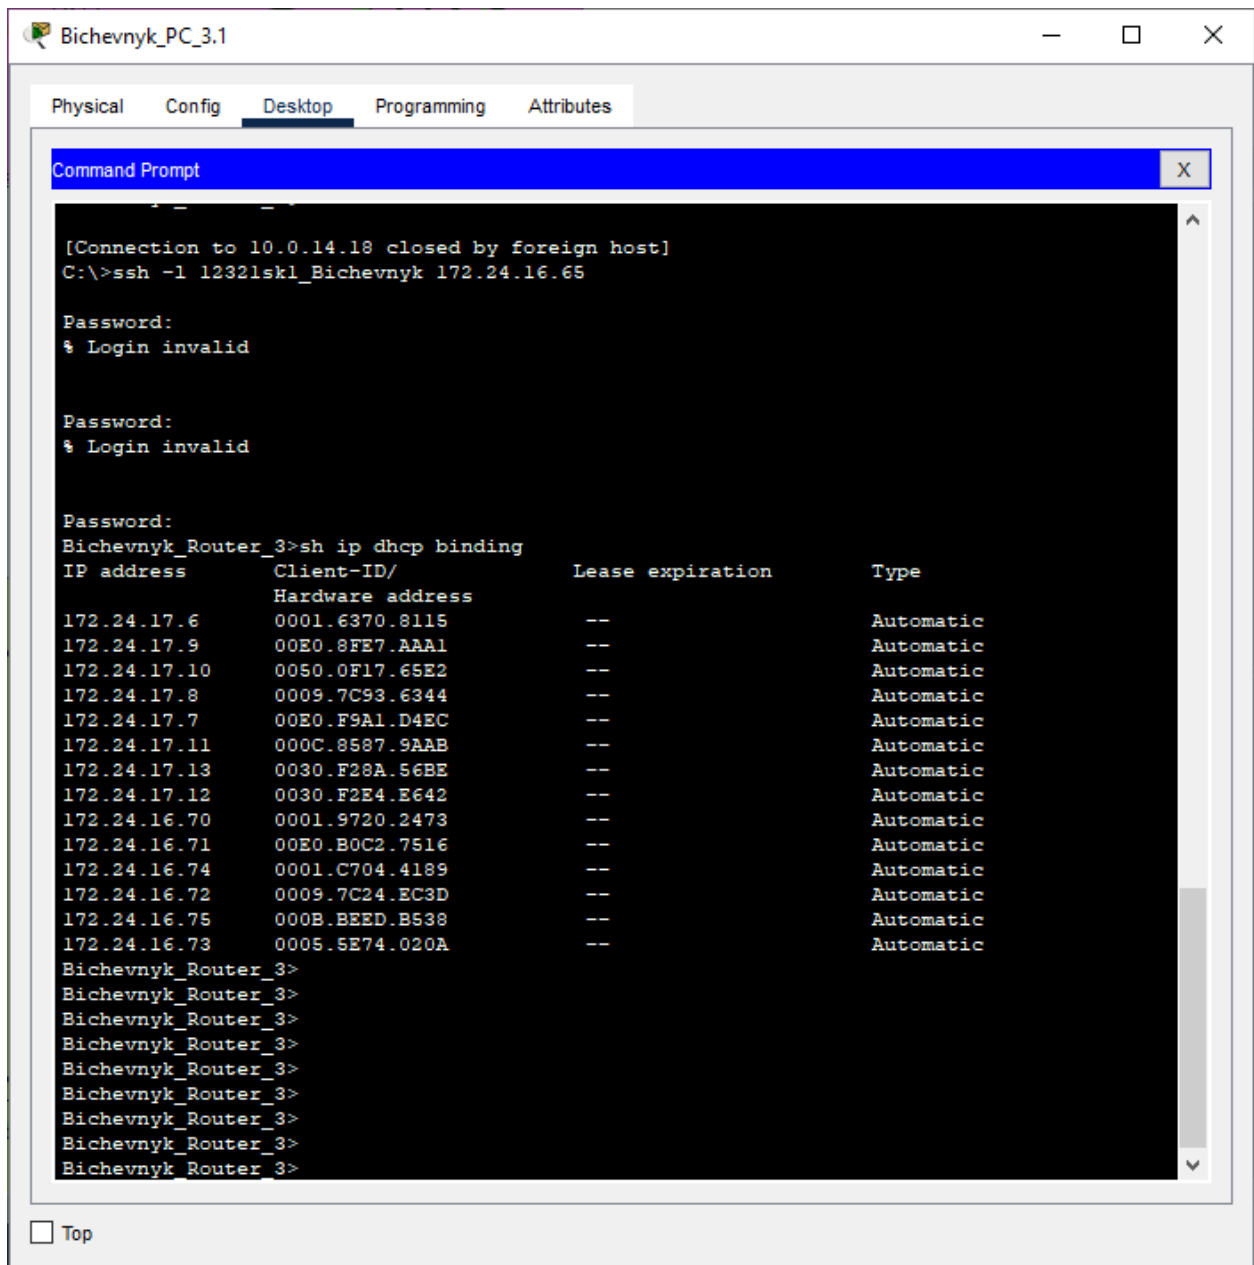 Bichevnyk_PC_3.1
Physical Config Desktop Programming Attributes
Command Prompt X
[Connection to 10.0.14.18 closed by foreign host]
C:\>ssh -l 12321sk1_Bichevnyk 172.24.16.65
Password:
% Login invalid
Password:
% Login invalid
Password:
Bichevnyk_Router_3>sh ip dhcp binding
IP address Client-ID/ Lease expiration Type
Hardware address
172.24.17.6 0001.6370.8115 -- Automatic
172.24.17.9 00E0.8FE7.AAA1 -- Automatic
172.24.17.10 0050.0F17.65E2 -- Automatic
172.24.17.8 0009.7C93.6344 -- Automatic
172.24.17.7 00E0.F9A1.D4EC -- Automatic
172.24.17.11 000C.8587.9AAB -- Automatic
172.24.17.13 0030.F28A.56BE -- Automatic
172.24.17.12 0030.F2E4.E642 -- Automatic
172.24.16.70 0001.9720.2473 -- Automatic
172.24.16.71 00E0.B0C2.7516 -- Automatic
172.24.16.74 0001.C704.4189 -- Automatic
172.24.16.72 0009.7C24.EC3D -- Automatic
172.24.16.75 000B.BEED.B538 -- Automatic
172.24.16.73 0005.5E74.020A -- Automatic
Bichevnyk_Router_3>
Bichevnyk_Router_3>
Bichevnyk_Router_3>
Bichevnyk_Router_3>
Bichevnyk_Router_3>
Bichevnyk_Router_3>
Bichevnyk_Router_3>
Bichevnyk_Router_3>
Bichevnyk_Router_3>
Top